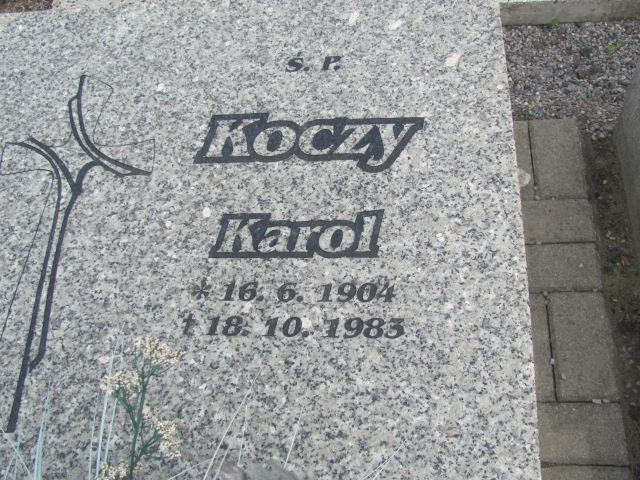 Ś. P.
Koczy
Karol
* 16. 6. 1904
† 18. 10. 1983